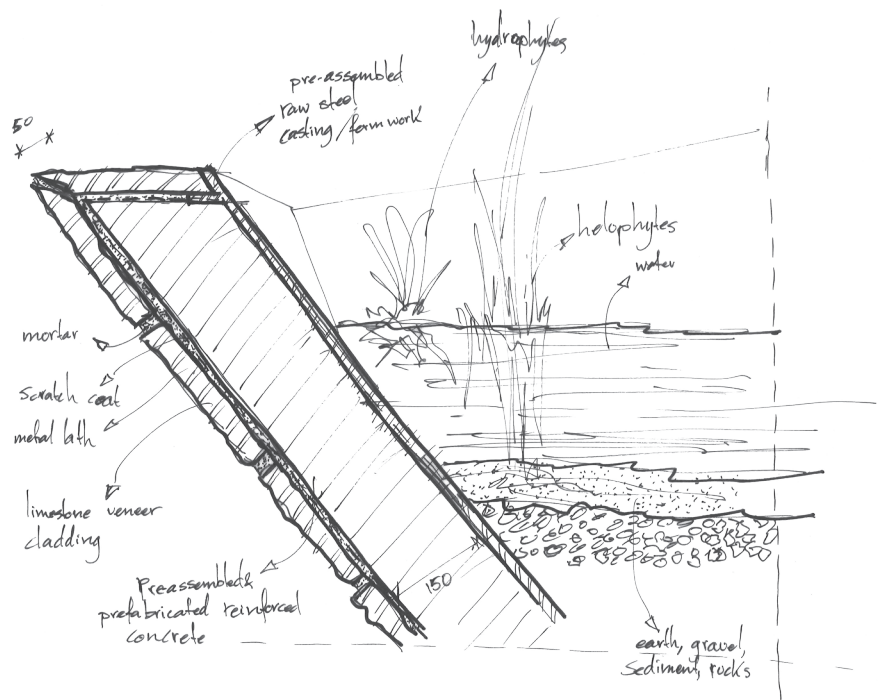 hydrophytes
pre-assembled
raw steel
casting/formwork
50
helophytes
water
mortar
scratch coat
metal lath
limestone veneer
cladding
Preassembled &
prefabricated reinforced
concrete
150
earth, gravel,
sediment, rocks